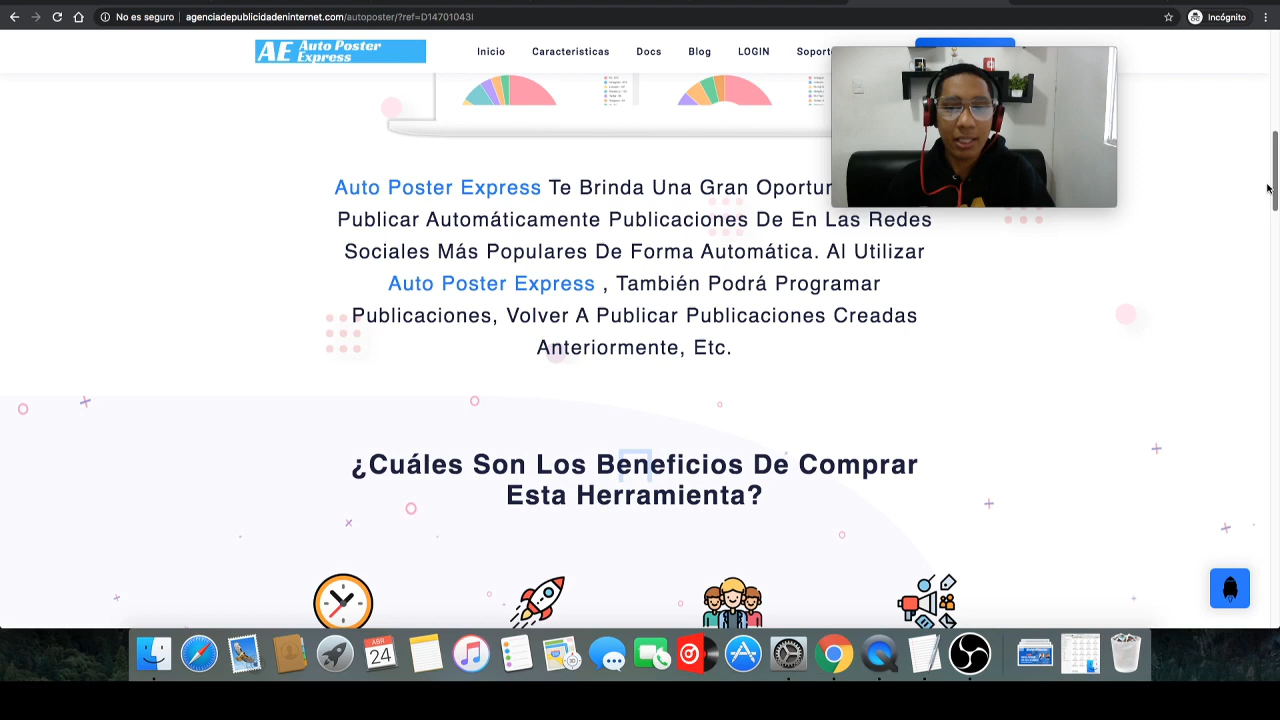 No es seguro
agenciadepublicidadeninternet.com/autoposter/?ref=D14701043I
Incógnito
AE Auto Poster
Express
Inicio
Caracteristicas
Docs
Blog
LOGIN
Auto Poster Express Te Brinda Una Gran
Publicar Automáticamente Publicaciones De En Las Redes
Sociales Más Populares De Forma Automática. Al Utilizar
Auto Poster Express , También Podrá Programar
Publicaciones, Volver A Publicar Publicaciones Creadas
Anteriormente, Etc.
¿Cuáles Son Los Beneficios De Comprar
Esta Herramienta?
ABR
24